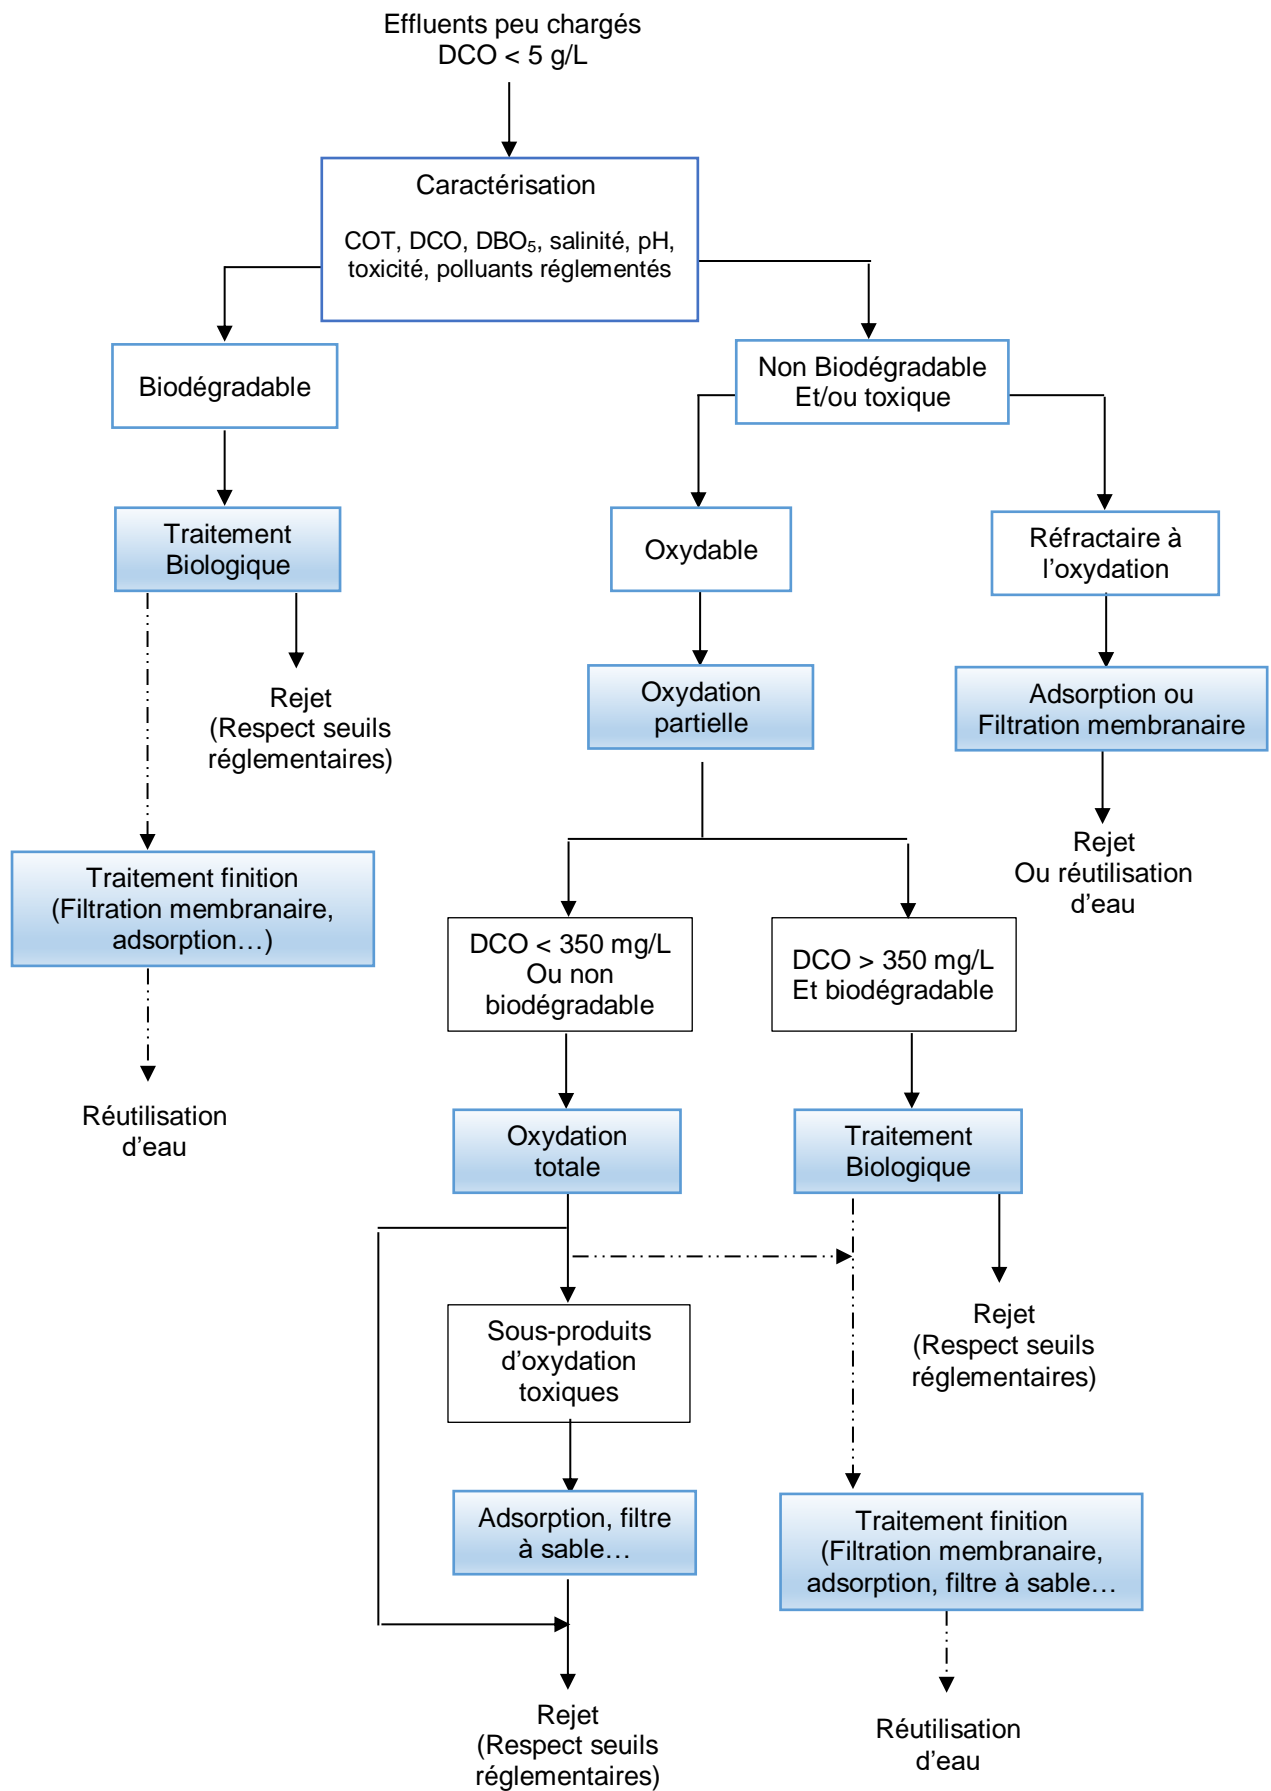 Effluents peu chargés
DCO < 5 g/L
Caractérisation
COT, DCO, DBO₅, salinité, pH,
toxicité, polluants réglementés
Biodégradable
Non Biodégradable
Et/ou toxique
Traitement
Biologique
Oxydable
Réfractaire à
l’oxydation
Rejet
(Respect seuils
réglementaires)
Oxydation
partielle
Adsorption ou
Filtration membranaire
Traitement finition
(Filtration membranaire,
adsorption…)
Rejet
Ou réutilisation
d’eau
DCO < 350 mg/L
Ou non
biodégradable
DCO > 350 mg/L
Et biodégradable
Réutilisation
d’eau
Oxydation
totale
Traitement
Biologique
Sous-produits
d’oxydation
toxiques
Rejet
(Respect seuils
réglementaires)
Adsorption, filtre
à sable…
Traitement finition
(Filtration membranaire,
adsorption, filtre à sable…
Rejet
(Respect seuils
réglementaires)
Réutilisation
d’eau